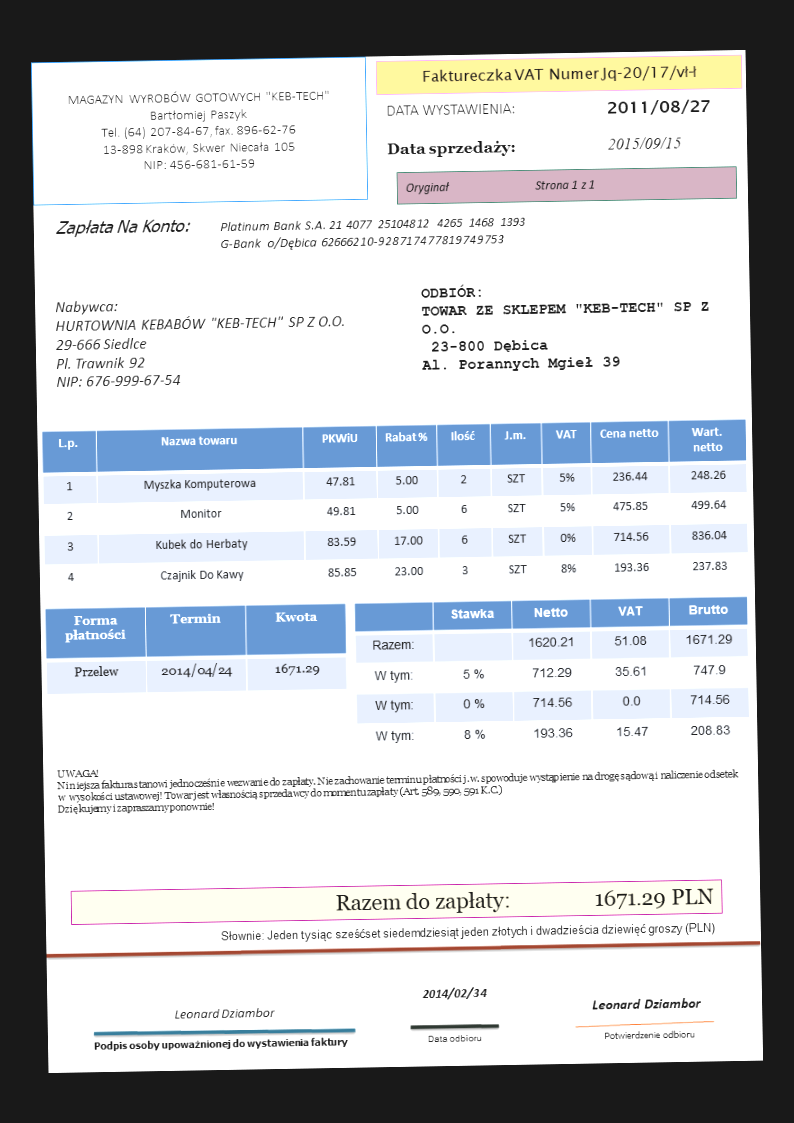 MAGAZYN WYROBÓW GOTOWYCH "KEB-TECH"
Bartłomiej Paszyk
Tel. (64) 207-84-67, fax. 896-62-76
13-898 Kraków, Skwer Niecała 105
NIP: 456-681-61-59
Faktureczka VAT Numer Jq-20/17/vł-ł
DATA WYSTAWIENIA: 2011/08/27
Data sprzedaży: 2015/09/15
Oryginał Strona 1 z 1
Zapłata Na Konto: Platinum Bank S.A. 21 4077 25104812 4265 1468 1393
G-Bank o/Dębica 62666210-928717477819749753
Nabywca:
HURTOWNIA KEBABÓW "KEB-TECH" SP Z O.O.
29-666 Siedlce
Pl. Trawnik 92
NIP: 676-999-67-54
ODBIÓR:
TOWAR ZE SKLEPEM "KEB-TECH" SP Z
O.O.
23-800 Dębica
Al. Porannych Mgieł 39
L.p. Nazwa towaru PKWiU Rabat% Ilość J.m. VAT Cena netto Wart. netto
1 Myszka Komputerowa 47.81 5.00 2 SZT 5% 236.44 248.26
2 Monitor 49.81 5.00 6 SZT 5% 475.85 499.64
3 Kubek do Herbaty 83.59 17.00 6 SZT 0% 714.56 836.04
4 Czajnik Do Kawy 85.85 23.00 3 SZT 8% 193.36 237.83
Forma płatności Termin Kwota
Przelew 2014/04/24 1671.29
Stawka Netto VAT Brutto
Razem: 1620.21 51.08 1671.29
W tym: 5 % 712.29 35.61 747.9
W tym: 0 % 714.56 0.0 714.56
W tym: 8 % 193.36 15.47 208.83
UWAGA!
Niniejsza faktura stanowi jednocześnie wezwanie do zapłaty. Nie zachowanie terminu płatności j.w. spowoduje wystąpienie na drogę sądową i naliczenie odsetek
w wysokości ustawowej! Towar jest własnością sprzedawcy do momentu zapłaty (Art. 589, 590, 591 K.C.)
Dziękujemy i zapraszamy ponownie!
Razem do zapłaty: 1671.29 PLN
Słownie: Jeden tysiąc sześćset siedemdziesiąt jeden złotych i dwadzieścia dziewięć groszy (PLN)
Leonard Dziambor
Podpis osoby upoważnionej do wystawienia faktury
2014/02/34
Data odbioru
Leonard Dziambor
Potwierdzenie odbioru